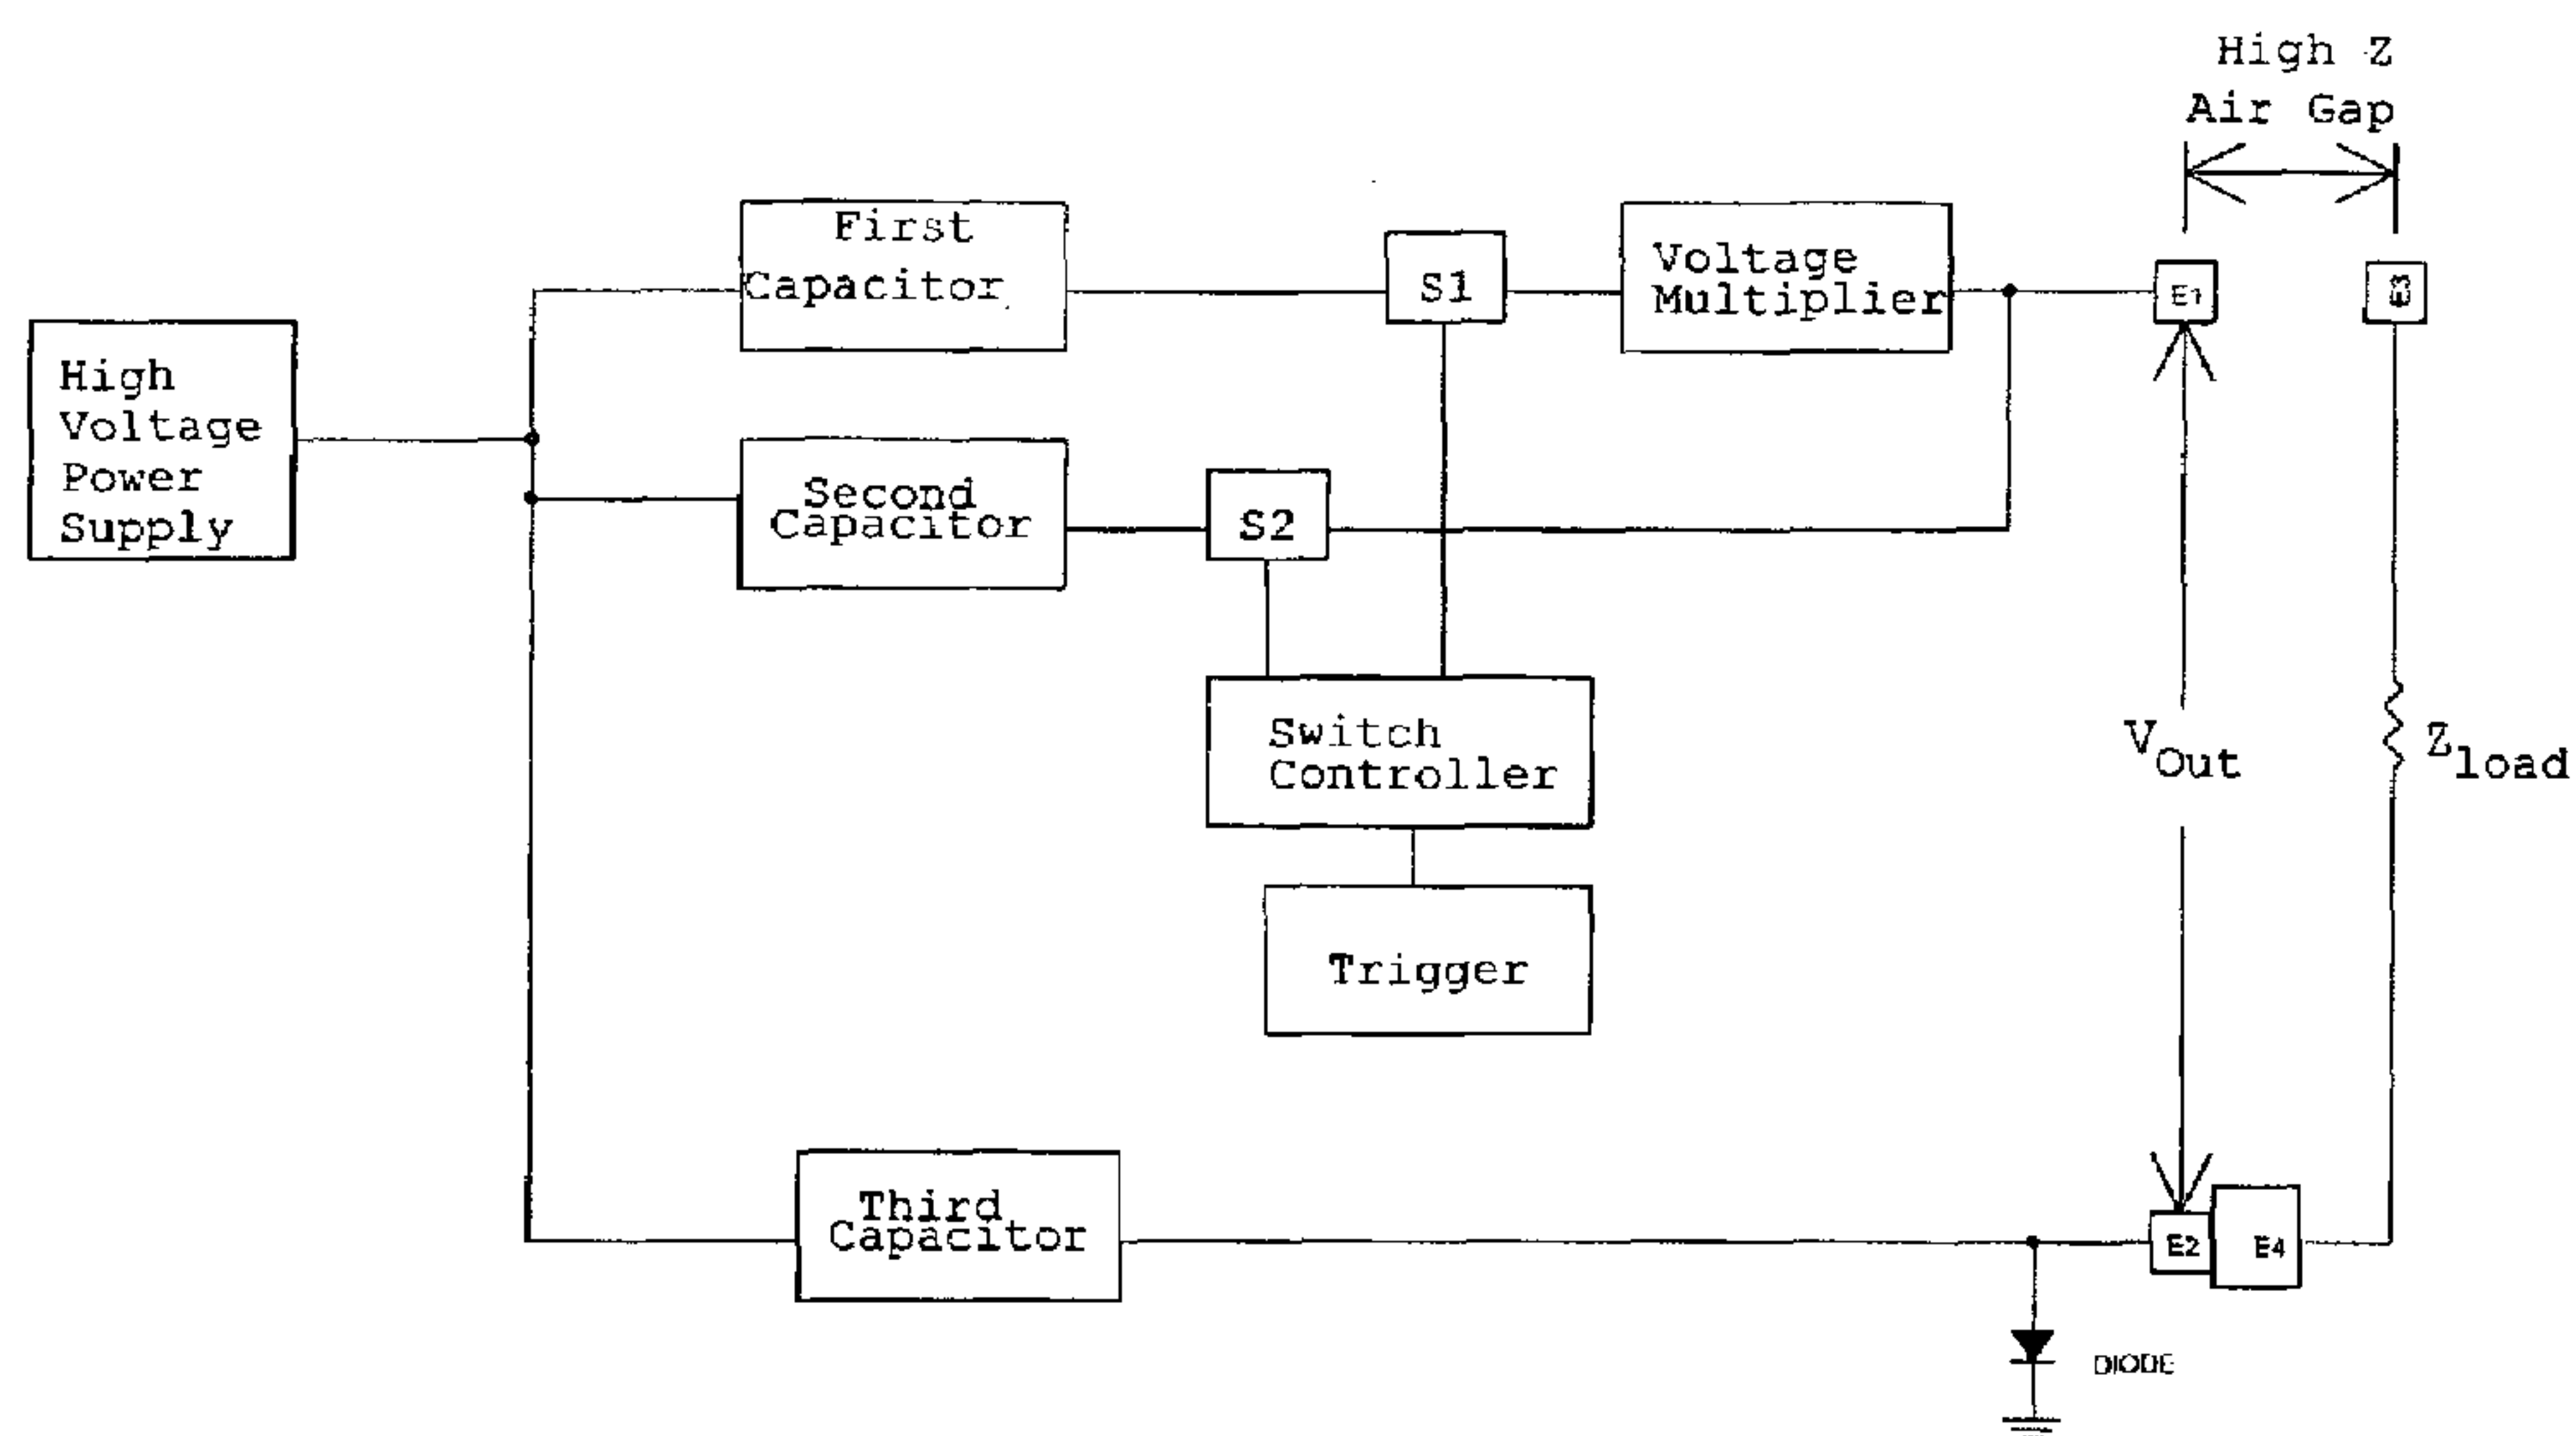 High Z
Air Gap
First
Capacitor
S1
Voltage
Multiplier
E1
E3
High
Voltage
Power
Supply
Second
Capacitor
S2
Switch
Controller
VOut
Zload
Trigger
Third
Capacitor
E2
E4
DIODE